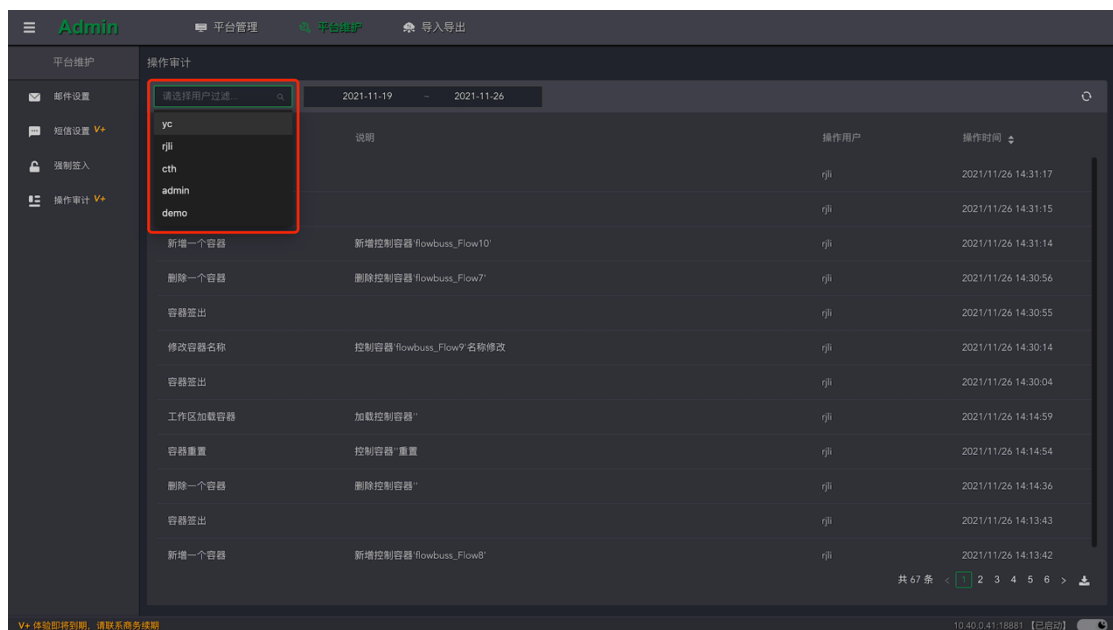 Admin 平台管理 平台维护 导入导出
平台维护 操作审计
邮件设置 请选择用户过滤... 2021-11-19 ~ 2021-11-26
短信设置 V+
强制签入
操作审计 V+
yc
rjli
cth
admin
demo
说明 操作用户 操作时间
rjli 2021/11/26 14:31:17
rjli 2021/11/26 14:31:15
新增一个容器 新增控制容器'flowbuss_Flow10' rjli 2021/11/26 14:31:14
删除一个容器 删除控制容器'flowbuss_Flow7' rjli 2021/11/26 14:30:56
容器签出 rjli 2021/11/26 14:30:55
修改容器名称 控制容器'flowbuss_Flow9'名称修改 rjli 2021/11/26 14:30:14
容器签出 rjli 2021/11/26 14:30:04
工作区加载容器 加载控制容器'' rjli 2021/11/26 14:14:59
容器重置 控制容器''重置 rjli 2021/11/26 14:14:54
删除一个容器 删除控制容器'' rjli 2021/11/26 14:14:36
容器签出 rjli 2021/11/26 14:13:43
新增一个容器 新增控制容器'flowbuss_Flow8' rjli 2021/11/26 14:13:42
共 67 条 < 1 2 3 4 5 6 >
V+ 体验即将到期，请联系商务续期 10.40.0.41:18881 【已启动】